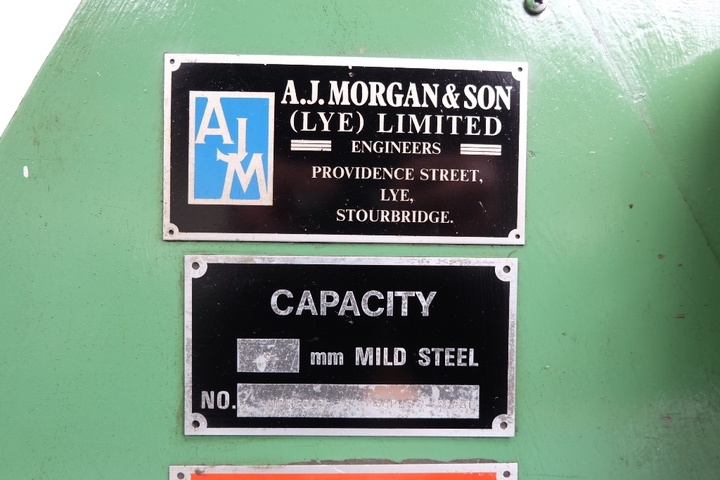 AJM
A.J. MORGAN & SON
(LYE) LIMITED
ENGINEERS
PROVIDENCE STREET,
LYE,
STOURBRIDGE.
CAPACITY
mm MILD STEEL
NO.